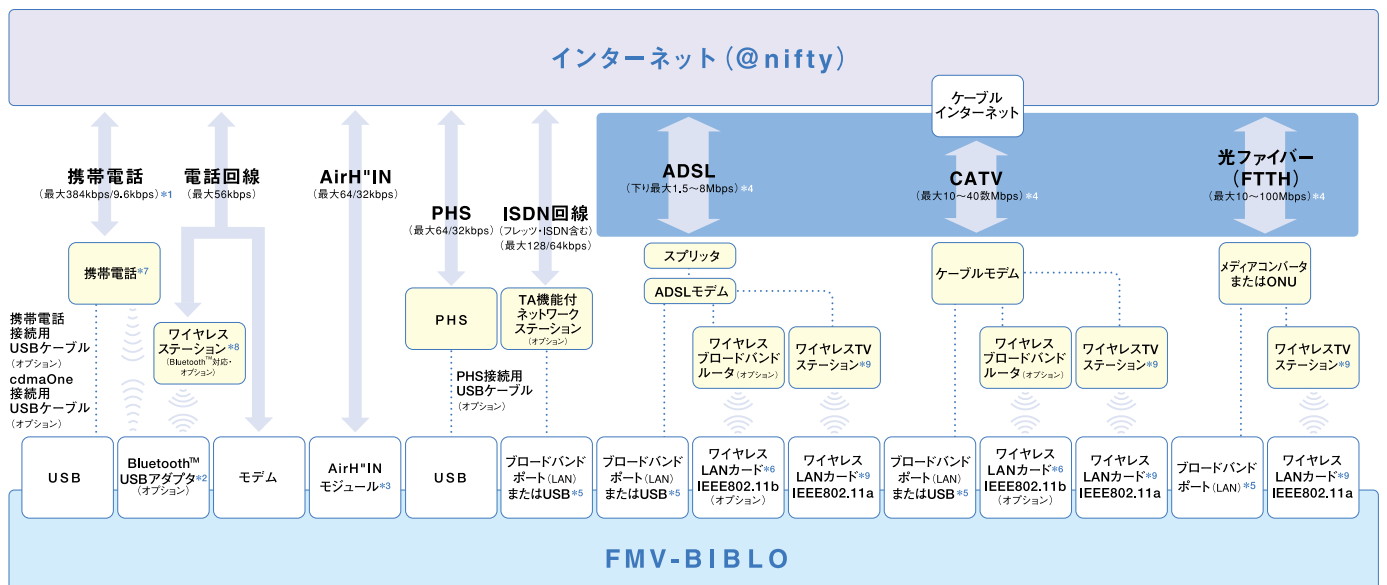 インターネット(@nifty)
ケーブル
インターネット
携帯電話
(最大384kbps/9.6kbps)*1
電話回線
(最大56kbps)
AirH"IN
(最大64/32kbps)
PHS
(最大64/32kbps)
ISDN回線
(フレッツ・ISDN含む)
(最大128/64kbps)
ADSL
(下り最大1.5～8Mbps)*4
CATV
(最大10～40数Mbps)*4
光ファイバー
(FTTH)
(最大10～100Mbps)*4
携帯電話*7
ワイヤレス
ステーション*8
(Bluetooth™対応・
オプション)
PHS
TA機能付
ネットワーク
ステーション
(オプション)
スプリッタ
ADSLモデム
ワイヤレス
ブロードバンド
ルータ(オプション)
ワイヤレスTV
ステーション*9
ケーブルモデム
ワイヤレス
ブロードバンド
ルータ(オプション)
ワイヤレスTV
ステーション*9
メディアコンバータ
またはONU
ワイヤレスTV
ステーション*9
携帯電話
接続用
USBケーブル
(オプション)
cdmaOne
接続用
USBケーブル
(オプション)
PHS接続用
USBケーブル
(オプション)
USB
Bluetooth™
USBアダプタ*2
(オプション)
モデム
AirH"IN
モジュール*3
USB
ブロードバンド
ポート(LAN)
またはUSB*5
ブロードバンド
ポート(LAN)
またはUSB*5
ワイヤレス
LANカード*6
IEEE802.11b
(オプション)
ワイヤレス
LANカード*9
IEEE802.11a
ブロードバンド
ポート(LAN)
またはUSB*5
ワイヤレス
LANカード*6
IEEE802.11b
(オプション)
ワイヤレス
LANカード*9
IEEE802.11a
ブロードバンド
ポート(LAN)*5
ワイヤレス
LANカード*9
IEEE802.11a
FMV-BIBLO